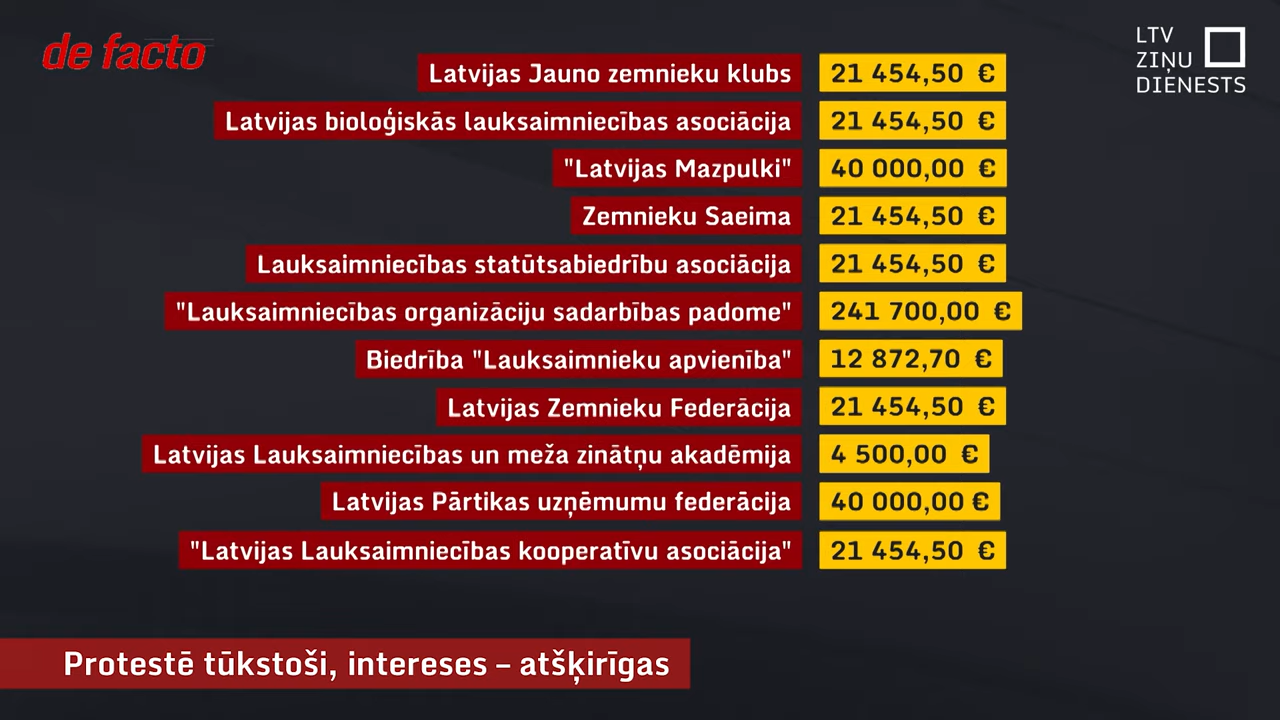 de facto
LTV
ZIŅU
DIENESTS
Latvijas Jauno zemnieku klubs 21 454,50 €
Latvijas bioloģiskās lauksaimniecības asociācija 21 454,50 €
"Latvijas Mazpulki" 40 000,00 €
Zemnieku Saeima 21 454,50 €
Lauksaimniecības statūtsabiedrību asociācija 21 454,50 €
"Lauksaimniecības organizāciju sadarbības padome" 241 700,00 €
Biedrība "Lauksaimnieku apvienība" 12 872,70 €
Latvijas Zemnieku Federācija 21 454,50 €
Latvijas Lauksaimniecības un meža zinātņu akadēmija 4 500,00 €
Latvijas Pārtikas uzņēmumu federācija 40 000,00 €
"Latvijas Lauksaimniecības kooperatīvu asociācija" 21 454,50 €
Protestē tūkstoši, intereses – atšķirīgas